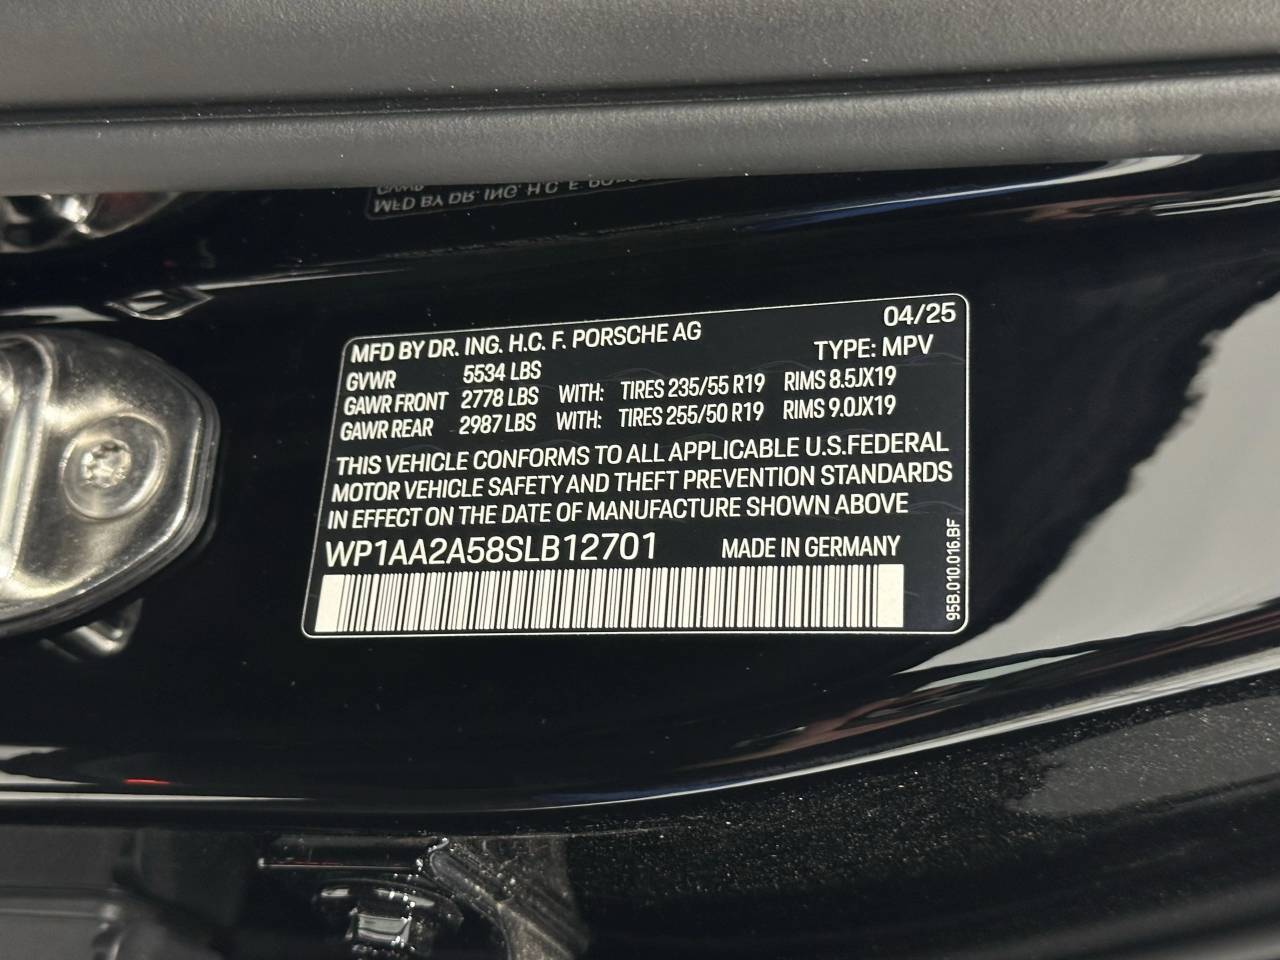 MFD BY DR. ING. H.C. F. PORSCHE AG 04/25
TYPE: MPV
GVWR 5534 LBS
GAWR FRONT 2778 LBS WITH: TIRES 235/55 R19 RIMS 8.5JX19
GAWR REAR 2987 LBS WITH: TIRES 255/50 R19 RIMS 9.0JX19
THIS VEHICLE CONFORMS TO ALL APPLICABLE U.S.FEDERAL
MOTOR VEHICLE SAFETY AND THEFT PREVENTION STANDARDS
IN EFFECT ON THE DATE OF MANUFACTURE SHOWN ABOVE
WP1AA2A58SLB12701 MADE IN GERMANY
95B.010.016.BF